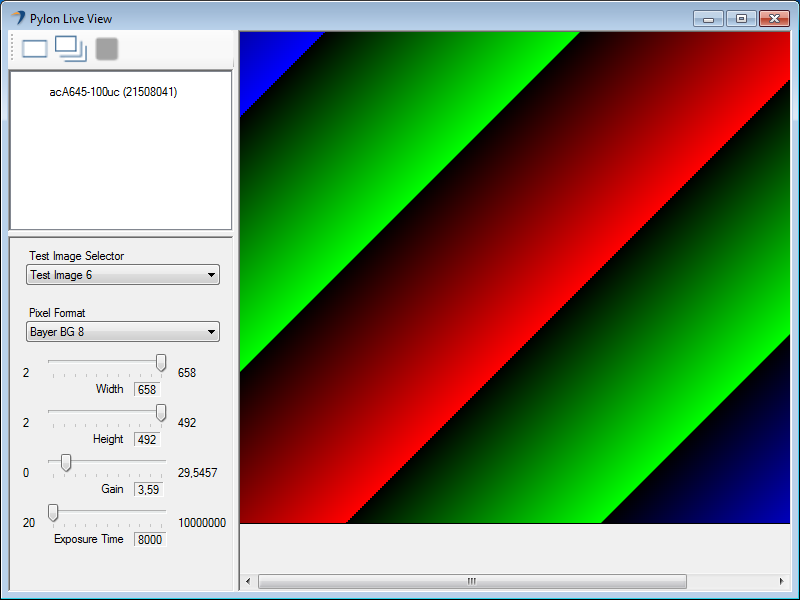 Pylon Live View
acA645-100uc (21508041)
Test Image Selector
Test Image 6
Pixel Format
Bayer BG 8
2 658
Width 658
2 492
Height 492
0 29,5457
Gain 3,59
20 10000000
Exposure Time 8000